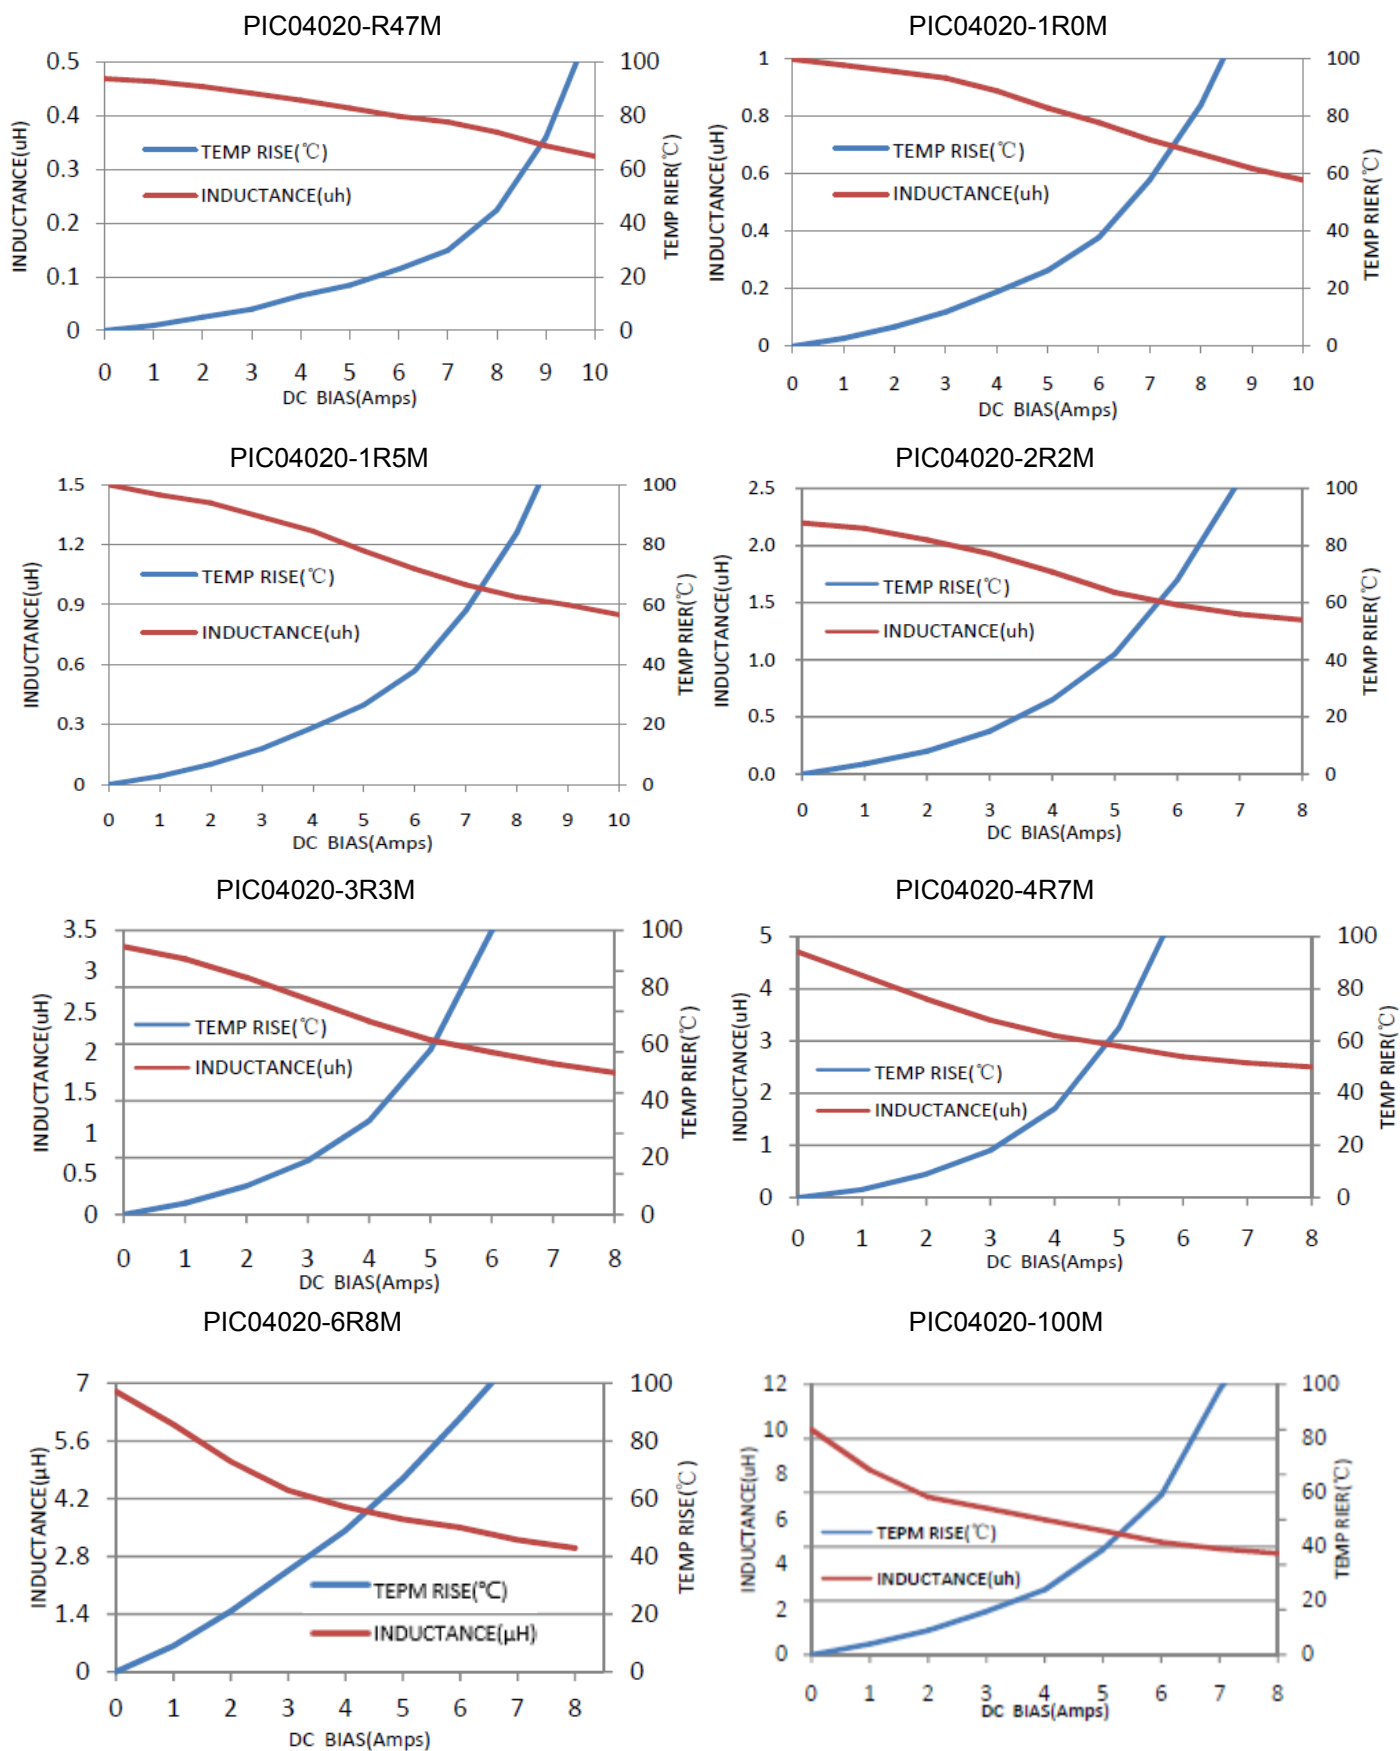 PIC04020-R47M
INDUCTANCE(uH)
0.5
0.4
0.3
0.2
0.1
0
TEMP RISE(℃)
INDUCTANCE(uh)
100
80
60
40
20
0
TEMP RIER(℃)
0 1 2 3 4 5 6 7 8 9 10
DC BIAS(Amps)
PIC04020-1R0M
INDUCTANCE(uH)
1
0.8
0.6
0.4
0.2
0
TEMP RISE(℃)
INDUCTANCE(uh)
100
80
60
40
20
0
TEMP RIER(℃)
0 1 2 3 4 5 6 7 8 9 10
DC BIAS(Amps)
PIC04020-1R5M
INDUCTANCE(uH)
1.5
1.2
0.9
0.6
0.3
0
TEMP RISE(℃)
INDUCTANCE(uh)
100
80
60
40
20
0
TEMP RIER(℃)
0 1 2 3 4 5 6 7 8 9 10
DC BIAS(Amps)
PIC04020-2R2M
INDUCTANCE(uH)
2.5
2.0
1.5
1.0
0.5
0.0
TEMP RISE(℃)
INDUCTANCE(uh)
100
80
60
40
20
0
TEMP RIER(℃)
0 1 2 3 4 5 6 7 8
DC BIAS(Amps)
PIC04020-3R3M
INDUCTANCE(uH)
3.5
3
2.5
2
1.5
1
0.5
0
TEMP RISE(℃)
INDUCTANCE(uh)
100
80
60
40
20
0
TEMP RIER(℃)
0 1 2 3 4 5 6 7 8
DC BIAS(Amps)
PIC04020-4R7M
INDUCTANCE(uH)
5
4
3
2
1
0
TEMP RISE(℃)
INDUCTANCE(uh)
100
80
60
40
20
0
TEMP RIER(℃)
0 1 2 3 4 5 6 7 8
DC BIAS(Amps)
PIC04020-6R8M
INDUCTANCE(μH)
7
5.6
4.2
2.8
1.4
0
TEPM RISE(℃)
INDUCTANCE(μH)
100
80
60
40
20
0
TEMP RISE(℃)
0 1 2 3 4 5 6 7 8
DC BIAS(Amps)
PIC04020-100M
INDUCTANCE(uH)
12
10
8
6
4
2
0
TEPM RISE(℃)
INDUCTANCE(uh)
100
80
60
40
20
0
TEMP RIER(℃)
0 1 2 3 4 5 6 7 8
DC BIAS(Amps)